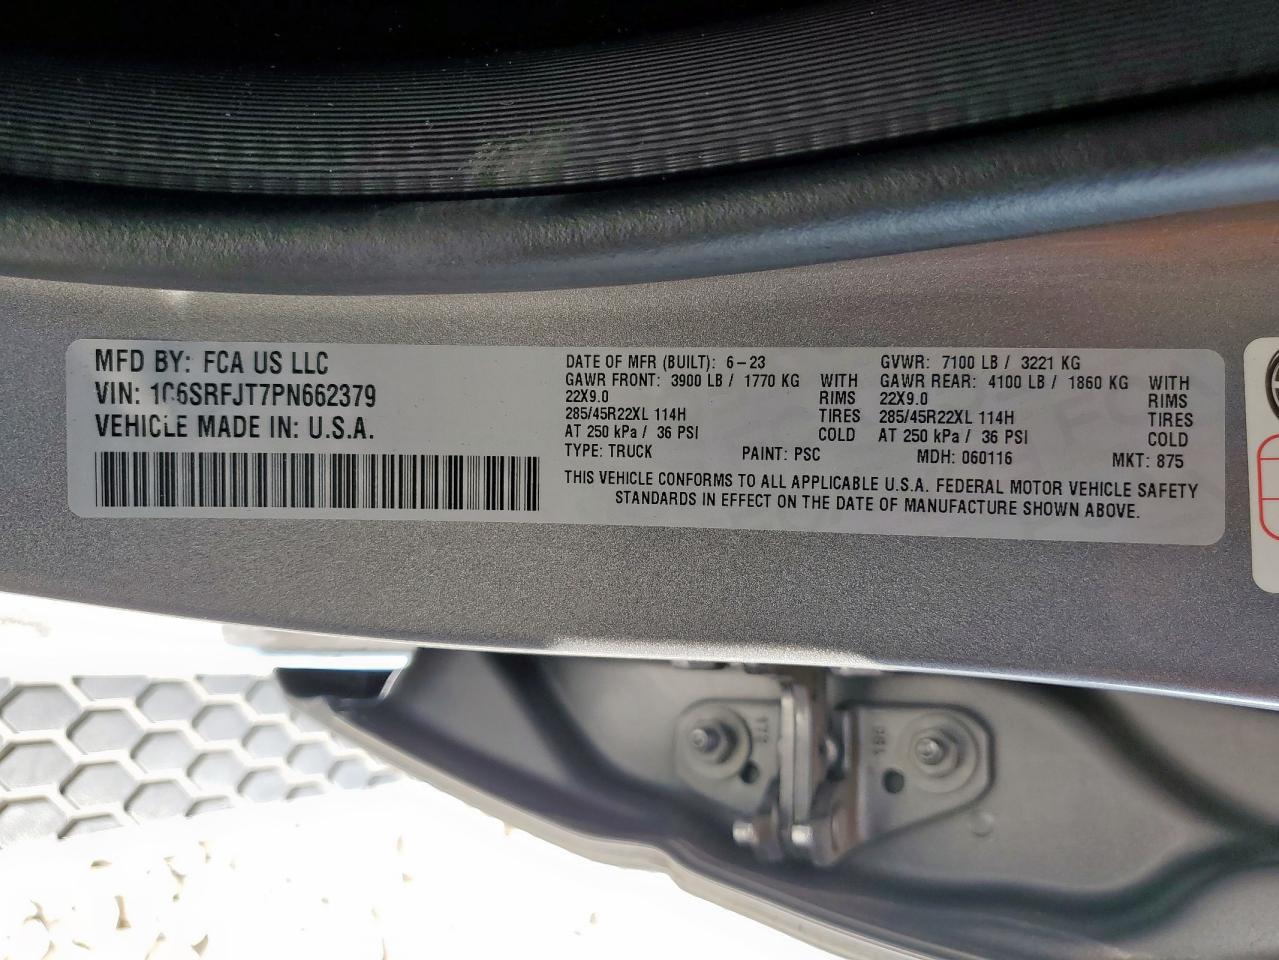 MFD BY: FCA US LLC
VIN: 1C6SRFJT7PN662379
VEHICLE MADE IN: U.S.A.
DATE OF MFR (BUILT): 6-23
GAWR FRONT: 3900 LB / 1770 KG WITH
22X9.0 RIMS
285/45R22XL 114H TIRES
AT 250 kPa / 36 PSI COLD
TYPE: TRUCK PAINT: PSC
GVWR: 7100 LB / 3221 KG
GAWR REAR: 4100 LB / 1860 KG WITH
22X9.0 RIMS
285/45R22XL 114H TIRES
AT 250 kPa / 36 PSI COLD
MDH: 060116 MKT: 875
THIS VEHICLE CONFORMS TO ALL APPLICABLE U.S.A. FEDERAL MOTOR VEHICLE SAFETY
STANDARDS IN EFFECT ON THE DATE OF MANUFACTURE SHOWN ABOVE.